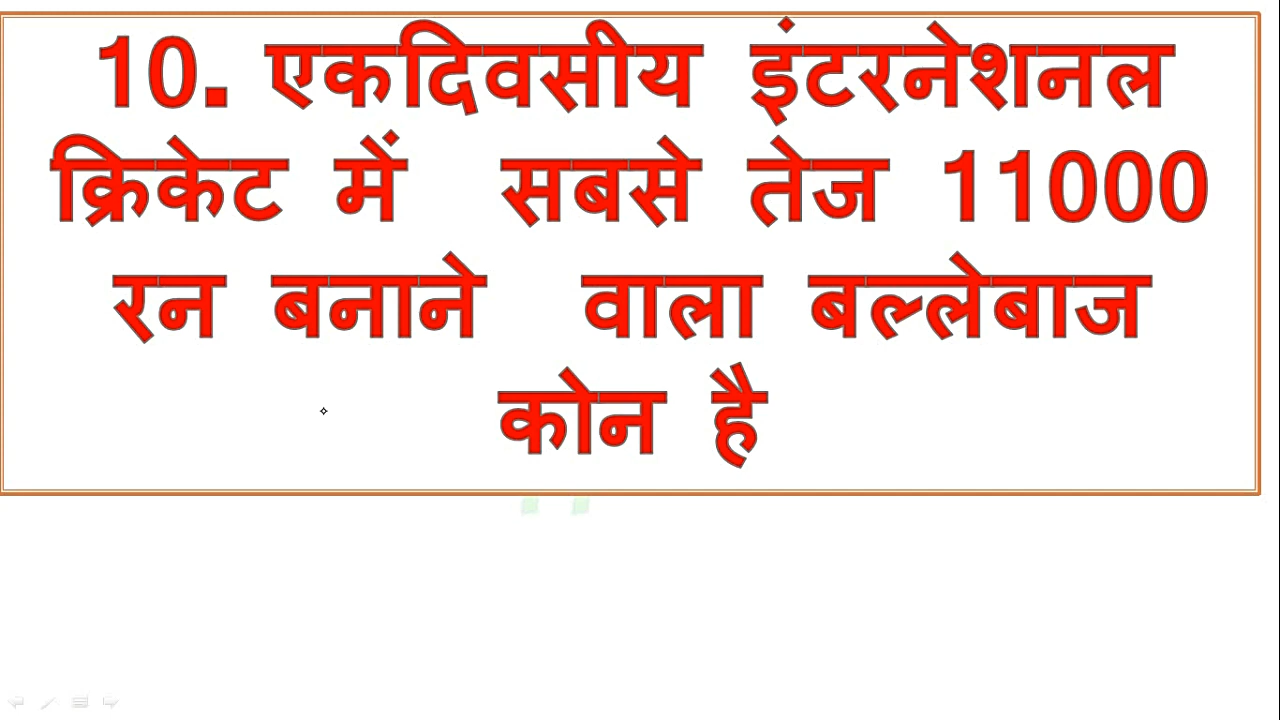 10. एकदिवसीय इंटरनेशनल
क्रिकेट में सबसे तेज 11000
रन बनाने वाला बल्लेबाज
कोन है